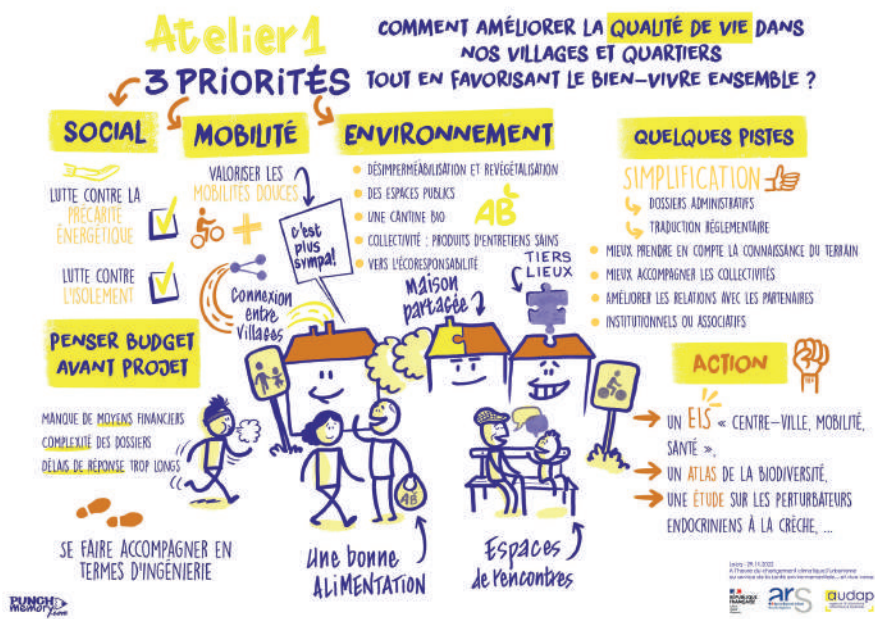 Atelier 1
3 PRIORITÉS
COMMENT AMÉLIORER LA QUALITÉ DE VIE DANS
NOS VILLAGES ET QUARTIERS
TOUT EN FAVORISANT LE BIEN-VIVRE ENSEMBLE ?
SOCIAL
LUTTE CONTRE LA
PRÉCARITÉ
ÉNERGÉTIQUE
LUTTE CONTRE
L'ISOLEMENT
MOBILITÉ
VALORISER LES
MOBILITÉS DOUCES
c'est
plus
sympa!
Connexion
entre
Villages
ENVIRONNEMENT
DÉSIMPERMÉABILISATION ET REVÉGÉTALISATION
DES ESPACES PUBLICS
UNE CANTINE BIO
COLLECTIVITÉ : PRODUITS D'ENTRETIENS SAINS
VERS L'ÉCORESPONSABILITÉ
AB
Maison
partagée
TIERS
LIEUX
QUELQUES PISTES
SIMPLIFICATION
DOSSIERS ADMINISTRATIFS
TRADUCTION RÉGLEMENTAIRE
MIEUX PRENDRE EN COMPTE LA CONNAISSANCE DU TERRAIN
MIEUX ACCOMPAGNER LES COLLECTIVITÉS
AMÉLIORER LES RELATIONS AVEC LES PARTENAIRES
INSTITUTIONNELS OU ASSOCIATIFS
PENSER BUDGET
AVANT PROJET
MANQUE DE MOYENS FINANCIERS
COMPLEXITÉ DES DOSSIERS
DÉLAIS DE RÉPONSE TROP LONGS
SE FAIRE ACCOMPAGNER EN
TERMES D'INGÉNIERIE
AB
Une bonne
ALIMENTATION
Espaces
de rencontres
ACTION
UN EIS « CENTRE-VILLE, MOBILITÉ,
SANTÉ »,
UN ATLAS DE LA BIODIVERSITÉ,
UNE ÉTUDE SUR LES PERTURBATEURS
ENDOCRINIENS À LA CRÈCHE, ...
PUNCH
memory
RÉPUBLIQUE
FRANÇAISE
ars
audap